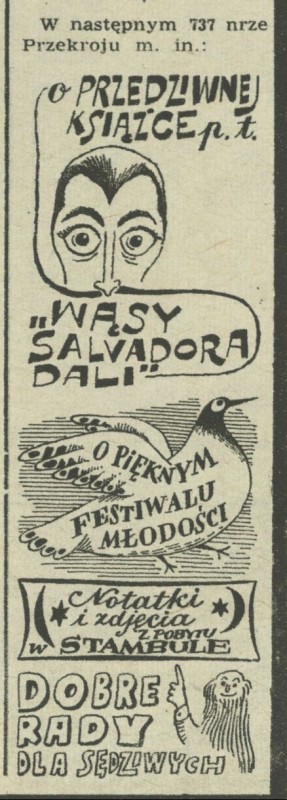 W następnym 737 nrze
Przekroju m. in.:
o PRZEDZIWNEJ
KSIĄŻCE p.t.
„WĄSY
SALVADORA
DALI”
O PIĘKNYM
FESTIWALU
MŁODOŚCI
Notatki
i zdjęcia
Z POBYTU
w STAMBULE
DOBRE
RADY
DLA SĘDZIWYCH